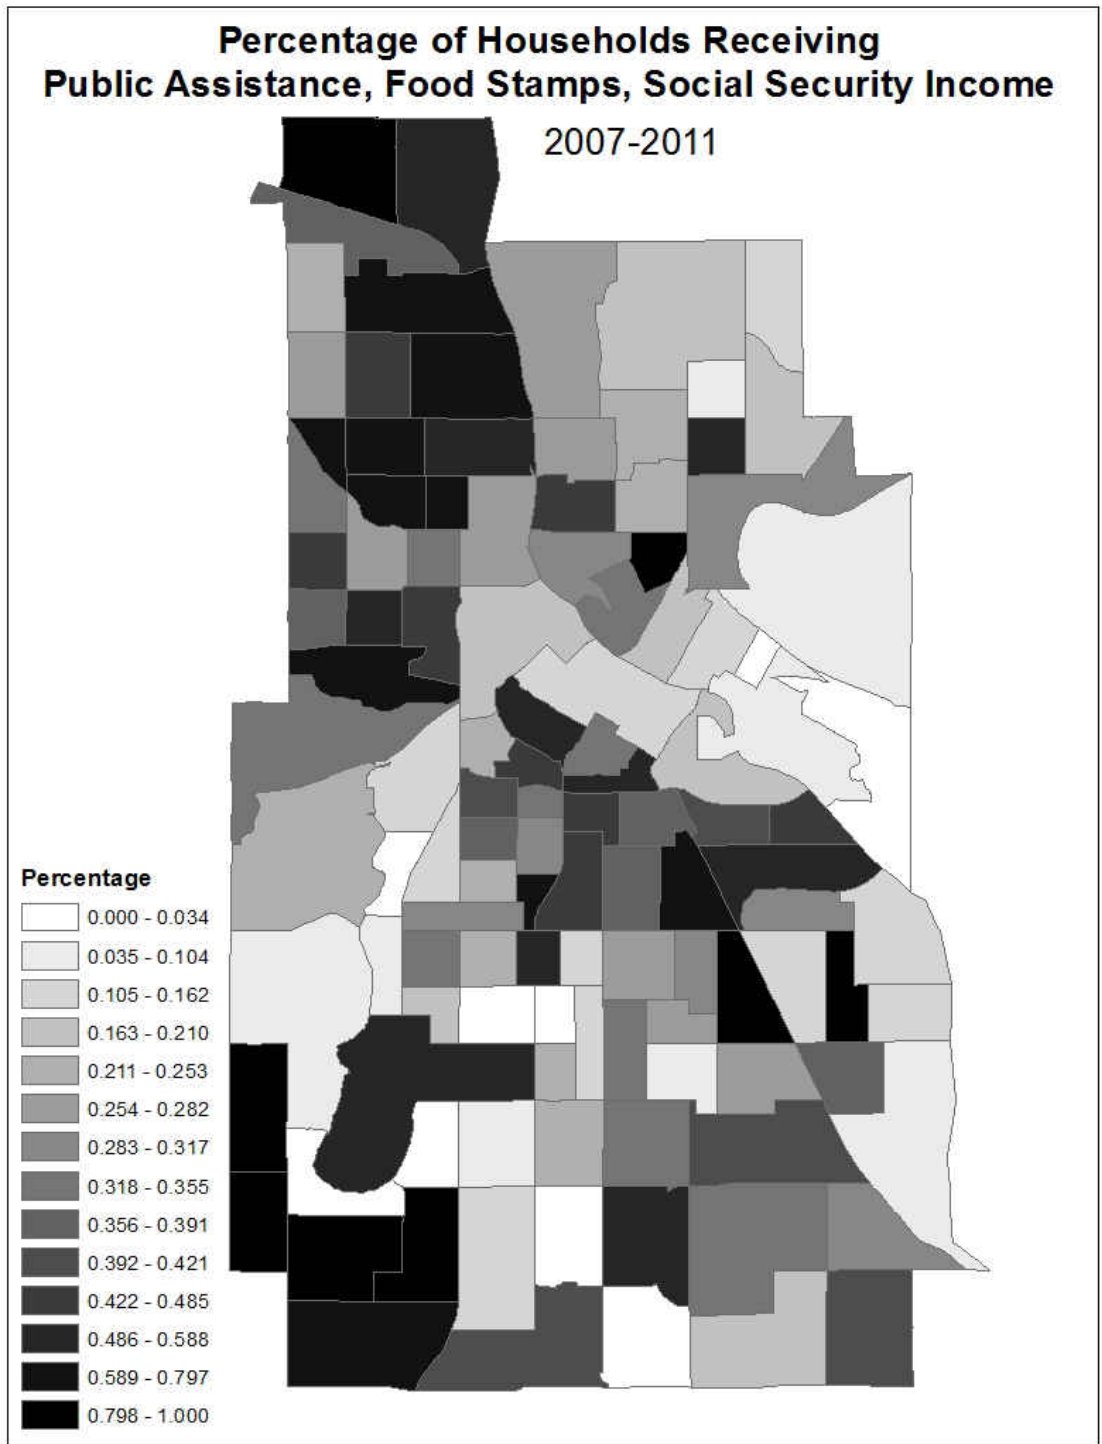 Percentage of Households Receiving
Public Assistance, Food Stamps, Social Security Income
2007-2011
Percentage
0.000 - 0.034
0.035 - 0.104
0.105 - 0.162
0.163 - 0.210
0.211 - 0.253
0.254 - 0.282
0.283 - 0.317
0.318 - 0.355
0.356 - 0.391
0.392 - 0.421
0.422 - 0.485
0.486 - 0.588
0.589 - 0.797
0.798 - 1.000